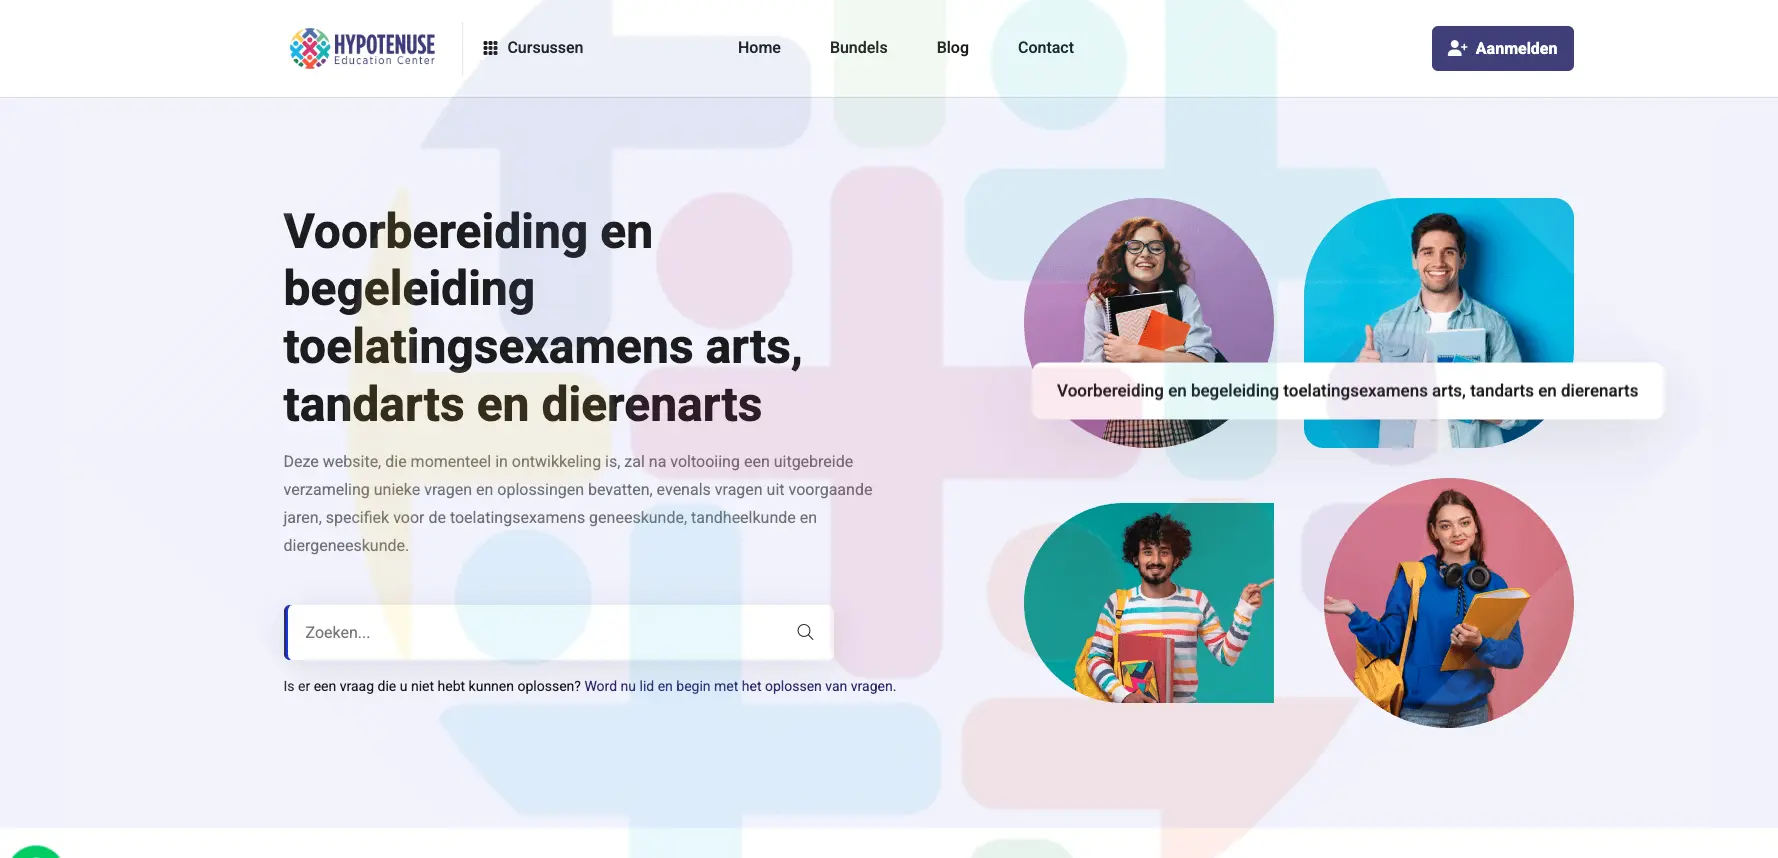 HYPOTENUSE
Education Center
Cursussen
Home
Bundels
Blog
Contact
Aanmelden
Voorbereiding en
begeleiding
toelatingsexamens arts,
tandarts en dierenarts
Deze website, die momenteel in ontwikkeling is, zal na voltooiing een uitgebreide
verzameling unieke vragen en oplossingen bevatten, evenals vragen uit voorgaande
jaren, specifiek voor de toelatingsexamens geneeskunde, tandheelkunde en
diergeneeskunde.
Zoeken...
Is er een vraag die u niet hebt kunnen oplossen? Word nu lid en begin met het oplossen van vragen.
Voorbereiding en begeleiding toelatingsexamens arts, tandarts en dierenarts